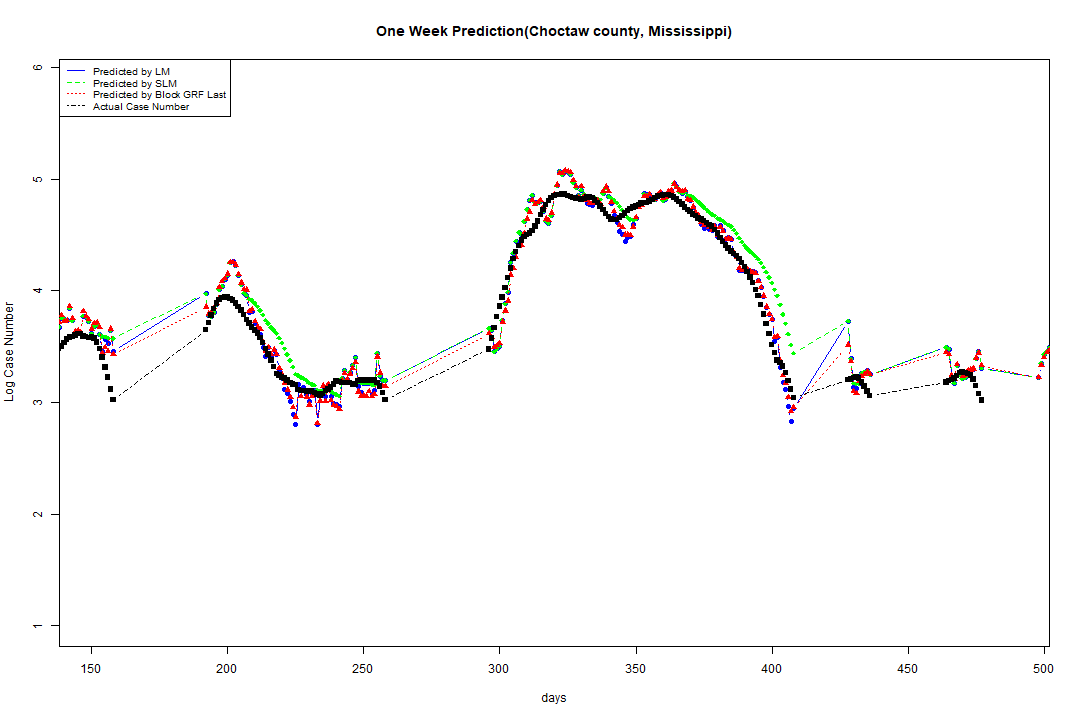 One Week Prediction(Choctaw county, Mississippi)
Predicted by LM
Predicted by SLM
Predicted by Block GRF Last
Actual Case Number
6
5
4
3
2
1
Log Case Number
150 200 250 300 350 400 450 500
days